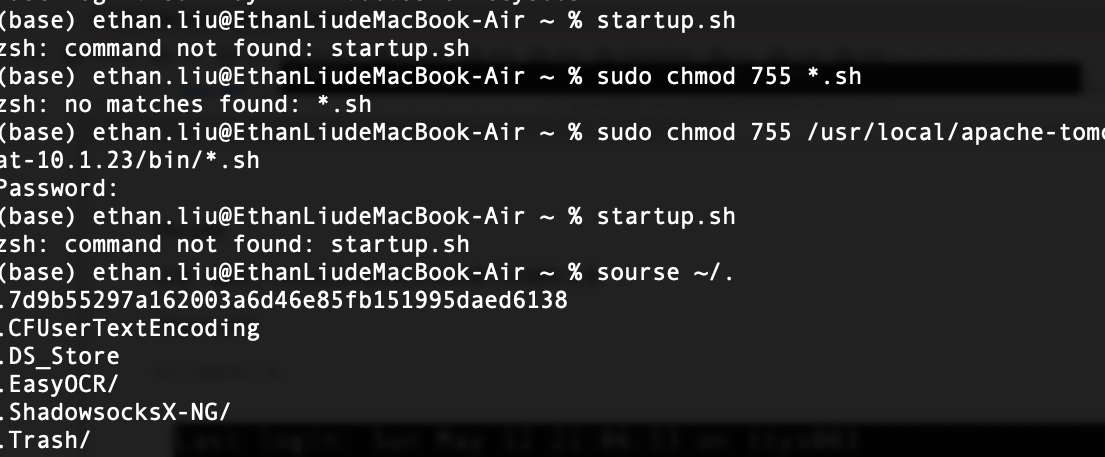 (base) ethan.liu@EthanLiudeMacBook-Air ~ % startup.sh
zsh: command not found: startup.sh
(base) ethan.liu@EthanLiudeMacBook-Air ~ % sudo chmod 755 *.sh
zsh: no matches found: *.sh
(base) ethan.liu@EthanLiudeMacBook-Air ~ % sudo chmod 755 /usr/local/apache-tomc
at-10.1.23/bin/*.sh
Password:
(base) ethan.liu@EthanLiudeMacBook-Air ~ % startup.sh
zsh: command not found: startup.sh
(base) ethan.liu@EthanLiudeMacBook-Air ~ % sourse ~/.
.7d9b55297a162003a6d46e85fb151995daed6138
.CFUserTextEncoding
.DS_Store
.EasyOCR/
.ShadowsocksX-NG/
.Trash/